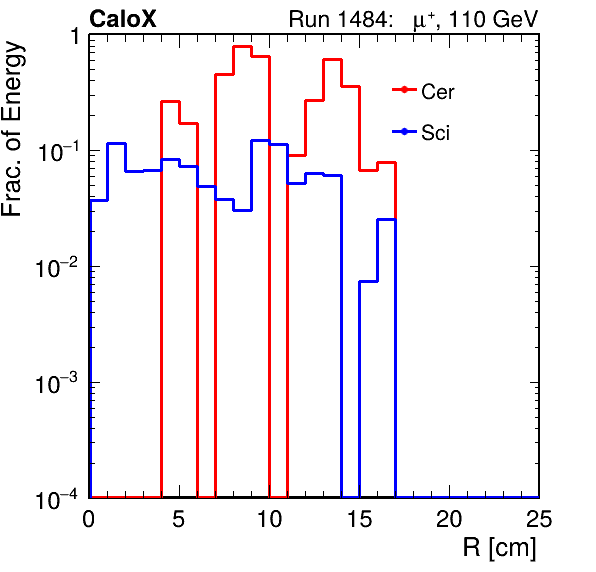 CaloX Run 1484: μ⁺, 110 GeV
Frac. of Energy
1
10⁻¹
10⁻²
10⁻³
10⁻⁴
Cer
Sci
0 5 10 15 20 25
R [cm]